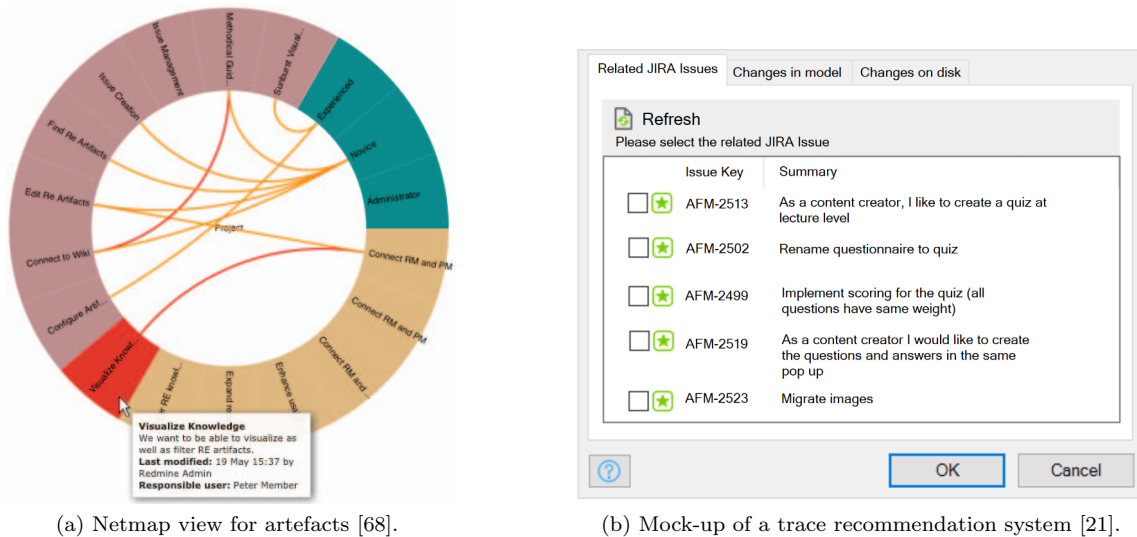 Issue Management
Methodical Guid...
Sunburst Visual...
Issue Creation
Experienced
Find Re Artifacts
Novice
Edit Re Artifacts
Administrator
Project
Connect to Wiki
Connect RM and PM
Configure Artif...
Connect RM and PM
Visualize Knowl...
er RE knowl...
Expand re
Enhance usa
Connect RM and ...
Visualize Knowledge
We want to be able to visualize as
well as filter RE artifacts.
Last modified: 19 May 15:37 by
Redmine Admin
Responsible user: Peter Member
(a) Netmap view for artefacts [68].
Related JIRA Issues Changes in model Changes on disk
Refresh
Please select the related JIRA Issue
Issue Key Summary
AFM-2513 As a content creator, I like to create a quiz at
lecture level
AFM-2502 Rename questionnaire to quiz
AFM-2499 Implement scoring for the quiz (all
questions have same weight)
AFM-2519 As a content creator I would like to create
the questions and answers in the same
pop up
AFM-2523 Migrate images
? OK Cancel
(b) Mock-up of a trace recommendation system [21].